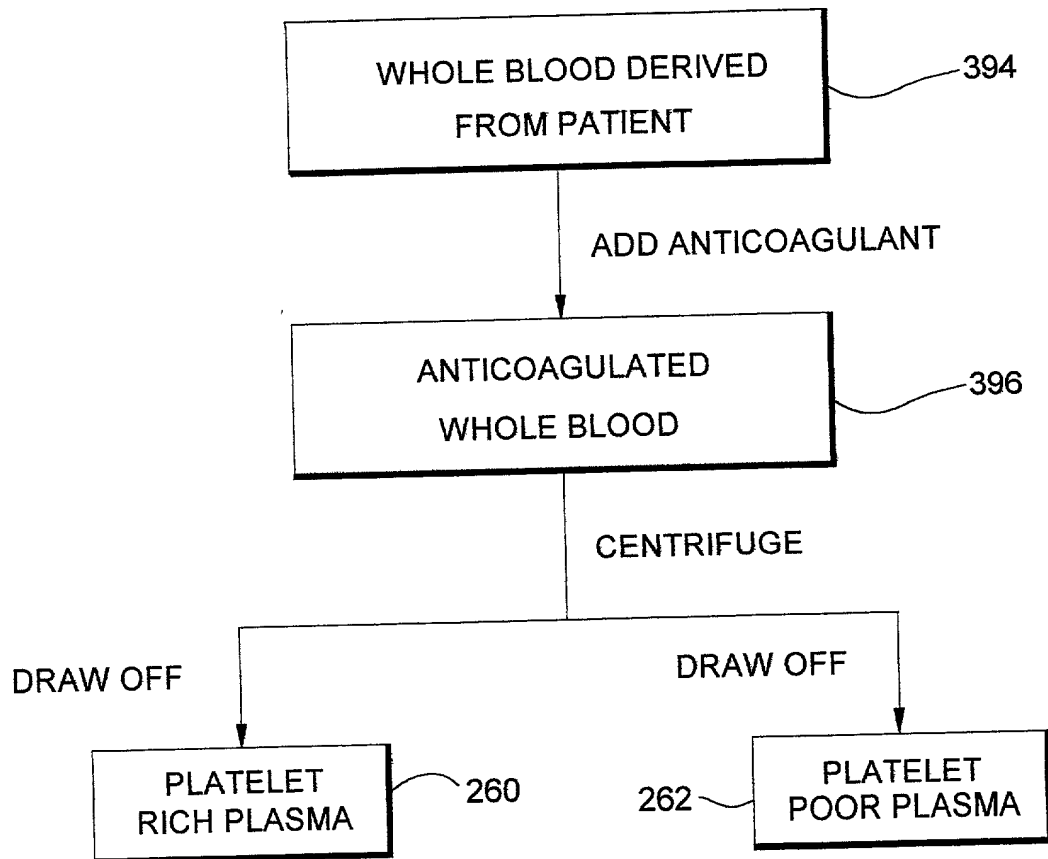 WHOLE BLOOD DERIVED
FROM PATIENT
394
ADD ANTICOAGULANT
ANTICOAGULATED
WHOLE BLOOD
396
CENTRIFUGE
DRAW OFF
DRAW OFF
PLATELET
RICH PLASMA
260
262
PLATELET
POOR PLASMA